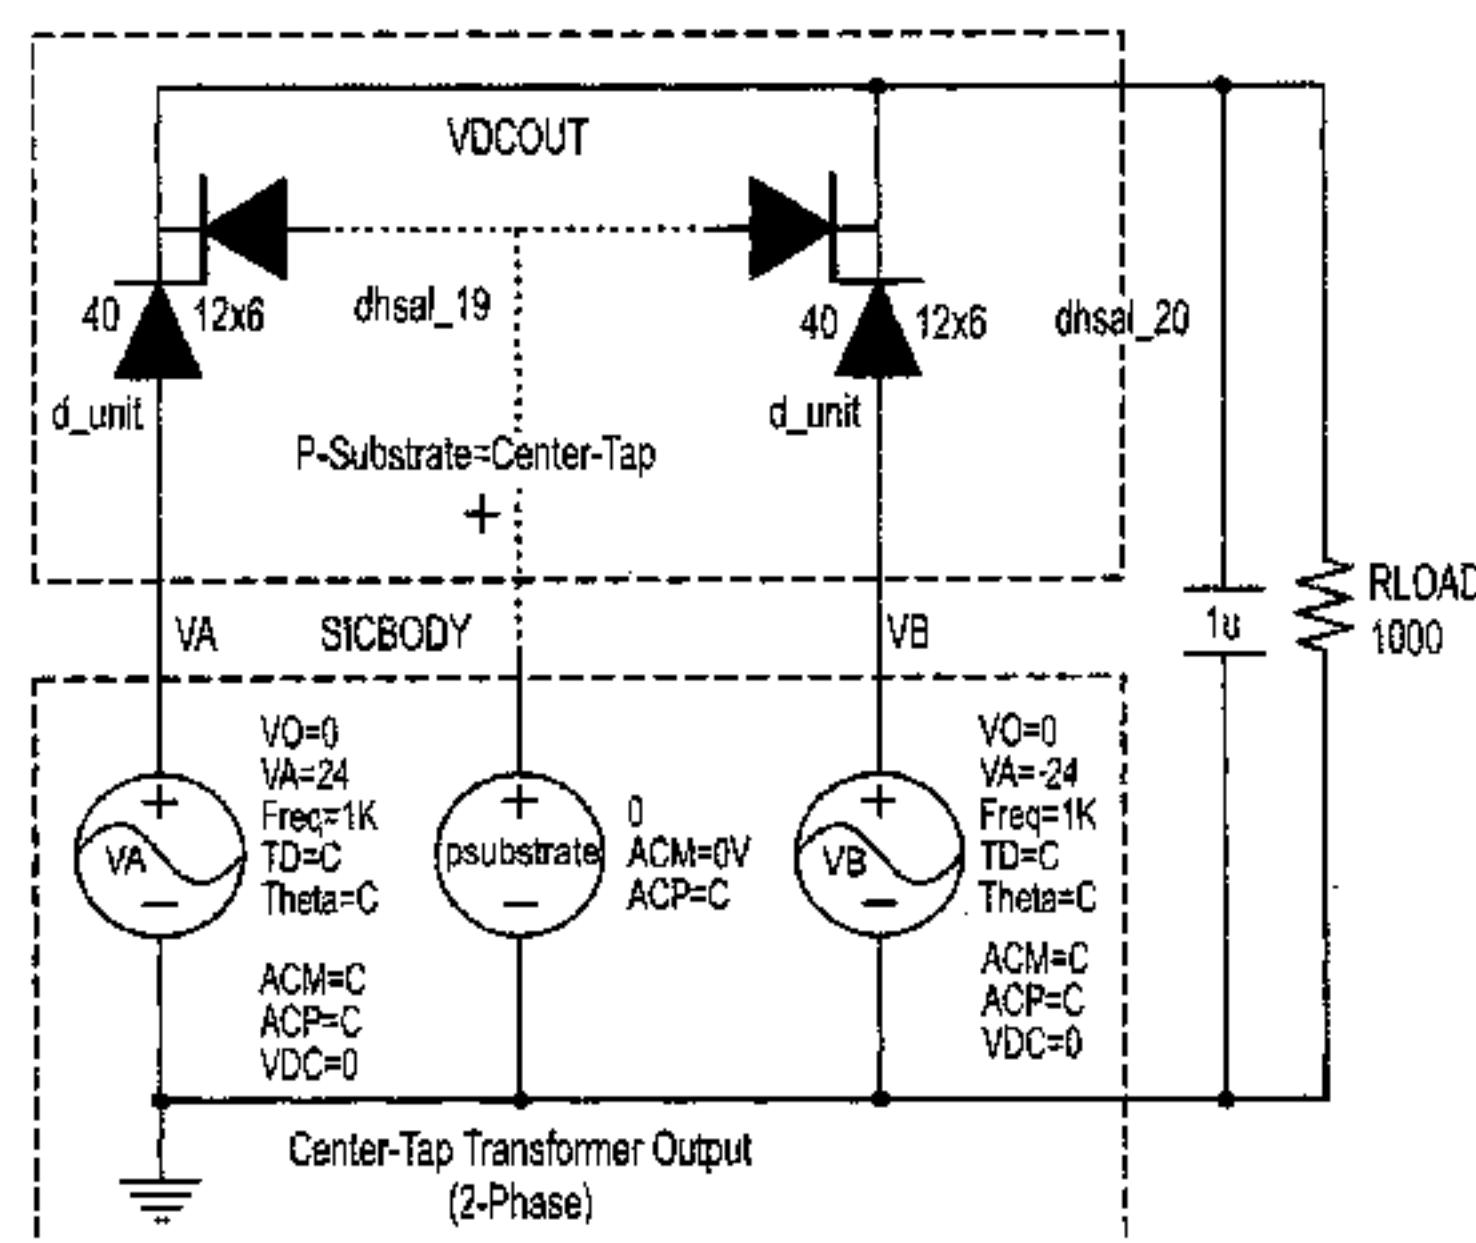 VDCOUT
40
12x6
dhsal_19
40
12x6
dhsal_20
d_unit
d_unit
P-Substrate=Center-Tap
+
VA
SICBODY
VB
1u
RLOAD
1000
VO=0
VA=24
Freq=1K
TD=C
Theta=C
ACM=C
ACP=C
VDC=0
+
VA
−
+
psubstrate
−
0
ACM=0V
ACP=C
+
VB
−
VO=0
VA=-24
Freq=1K
TD=C
Theta=C
ACM=C
ACP=C
VDC=0
Center-Tap Transformer Output
(2-Phase)